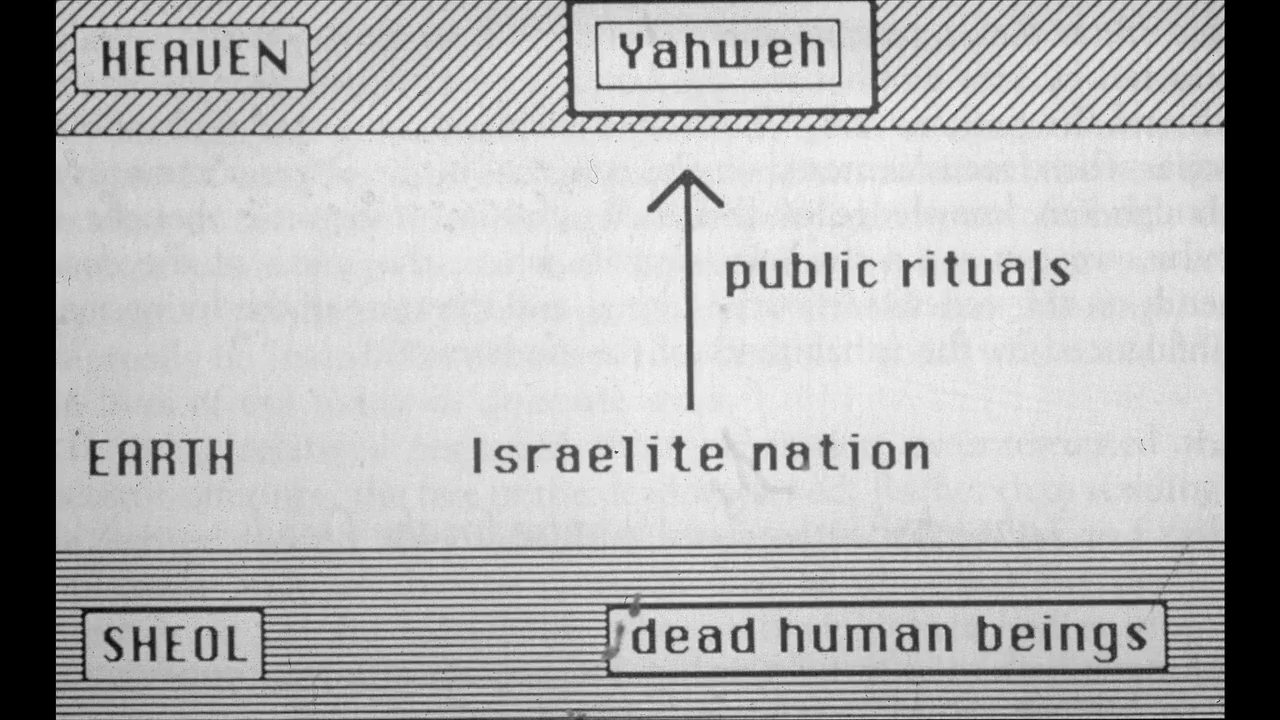 HEAVEN
Yahweh
public rituals
EARTH
Israelite nation
SHEOL
dead human beings